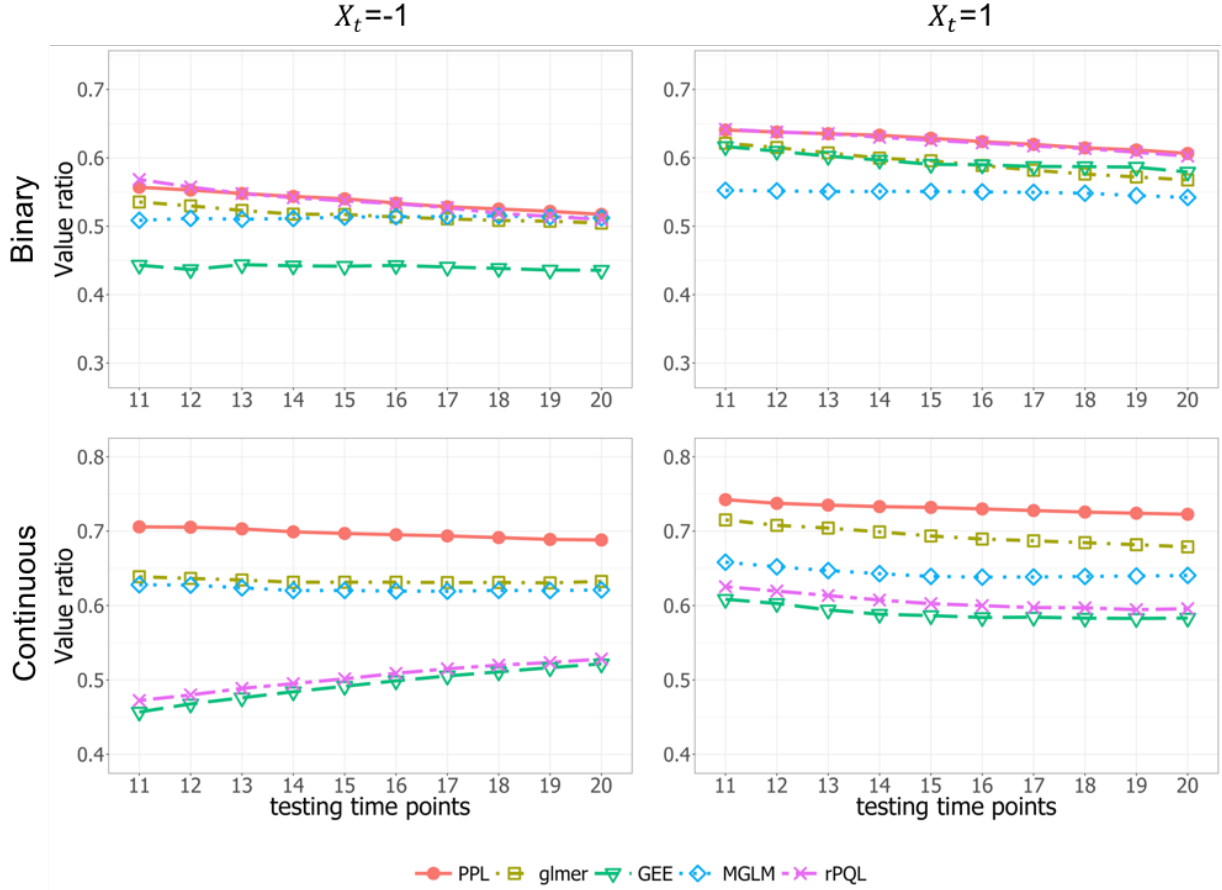 X_t=-1
X_t=1
Binary
Value ratio
0.7
0.6
0.5
0.4
0.3
11 12 13 14 15 16 17 18 19 20
0.7
0.6
0.5
0.4
0.3
11 12 13 14 15 16 17 18 19 20
Continuous
Value ratio
0.8
0.7
0.6
0.5
0.4
11 12 13 14 15 16 17 18 19 20
testing time points
0.8
0.7
0.6
0.5
0.4
11 12 13 14 15 16 17 18 19 20
testing time points
PPL glmer GEE MGLM rPQL